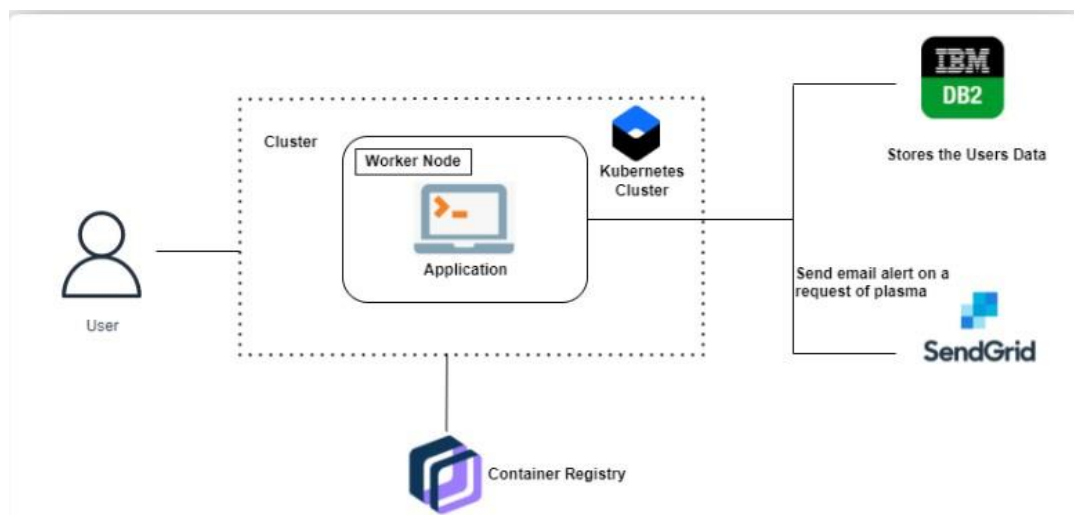 IBM
DB2
Stores the Users Data
Cluster
Worker Node
Kubernetes
Cluster
Application
User
Send email alert on a
request of plasma
SendGrid
Container Registry